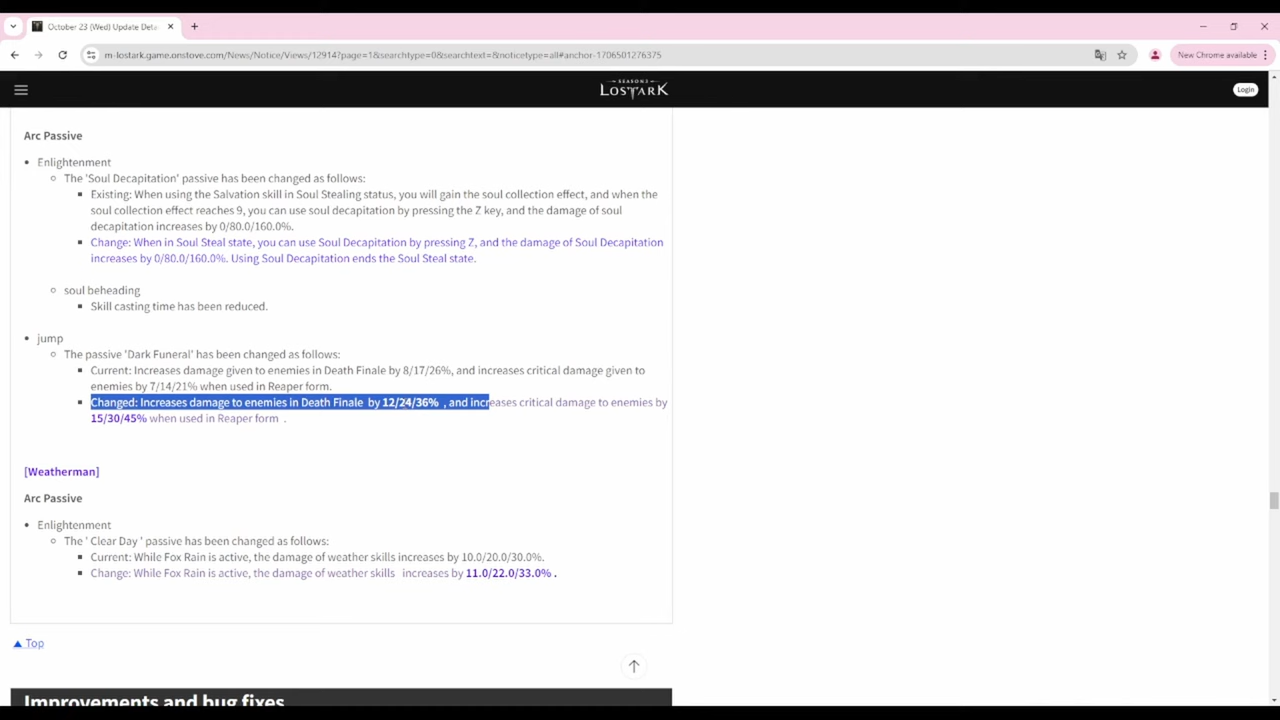 October 23 (Wed) Update Deta
m-lostark.game.onstove.com/News/Notice/Views/12914?page=1&searchtype=0&searchtext=&noticetype=all#anchor-1706501276375
New Chrome available
SEASON3
LOSTARK
Login
Arc Passive
• Enlightenment
The 'Soul Decapitation' passive has been changed as follows:
Existing: When using the Salvation skill in Soul Stealing status, you will gain the soul collection effect, and when the
soul collection effect reaches 9, you can use soul decapitation by pressing the Z key, and the damage of soul
decapitation increases by 0/80.0/160.0%.
Change: When in Soul Steal state, you can use Soul Decapitation by pressing Z, and the damage of Soul Decapitation
increases by 0/80.0/160.0%. Using Soul Decapitation ends the Soul Steal state.
soul beheading
Skill casting time has been reduced.
• jump
The passive 'Dark Funeral' has been changed as follows:
Current: Increases damage given to enemies in Death Finale by 8/17/26%, and increases critical damage given to
enemies by 7/14/21% when used in Reaper form.
Changed: Increases damage to enemies in Death Finale by 12/24/36% , and increases critical damage to enemies by
15/30/45% when used in Reaper form .
[Weatherman]
Arc Passive
• Enlightenment
The ' Clear Day ' passive has been changed as follows:
Current: While Fox Rain is active, the damage of weather skills increases by 10.0/20.0/30.0%.
Change: While Fox Rain is active, the damage of weather skills increases by 11.0/22.0/33.0% .
▲ Top
Improvements and bug fixes